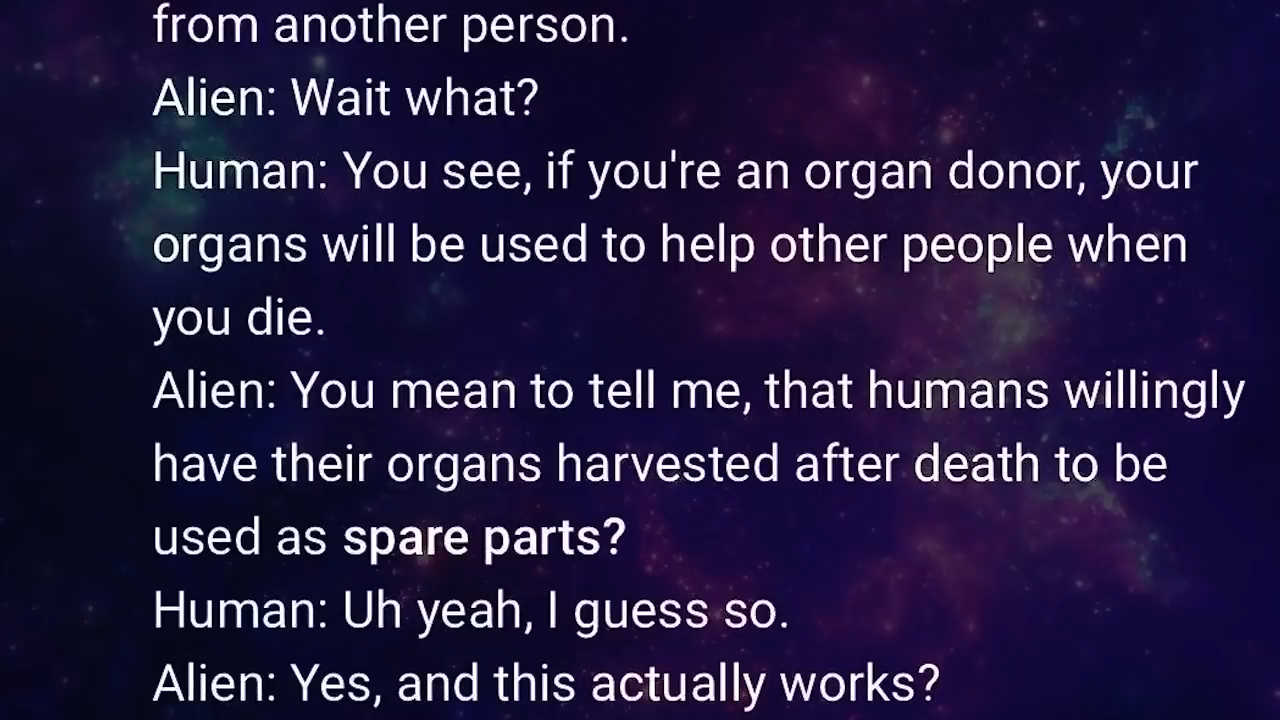 from another person.
Alien: Wait what?
Human: You see, if you're an organ donor, your
organs will be used to help other people when
you die.
Alien: You mean to tell me, that humans willingly
have their organs harvested after death to be
used as spare parts?
Human: Uh yeah, I guess so.
Alien: Yes, and this actually works?